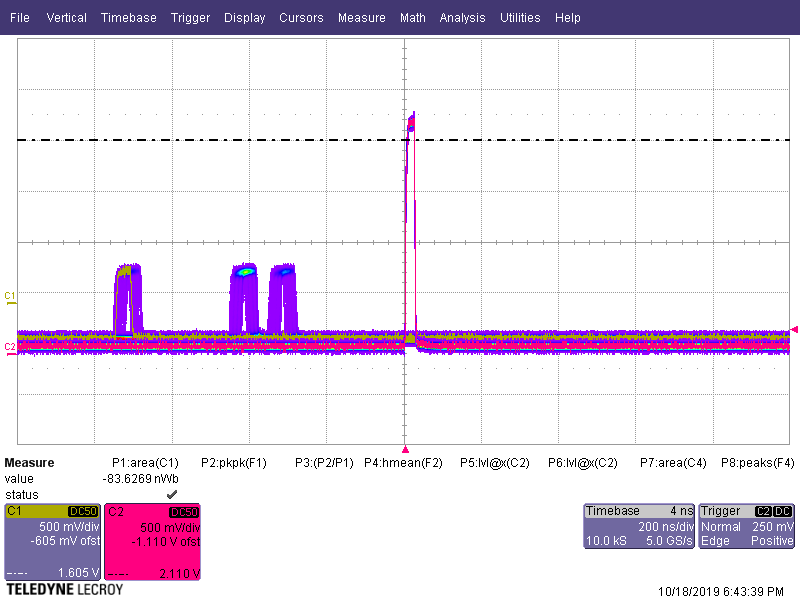 File Vertical Timebase Trigger Display Cursors Measure Math Analysis Utilities Help
C1
C2
Measure P1:area(C1) P2:pkpk(F1) P3:(P2/P1) P4:hmean(F2) P5:lvl@x(C2) P6:lvl@x(C2) P7:area(C4) P8:peaks(F4)
value -83.6269 nWb
status
C1 DC50
500 mV/div
-605 mV ofst
1.605 V
C2 DC50
500 mV/div
-1.110 V ofst
2.110 V
Timebase 4 ns
200 ns/div
10.0 kS 5.0 GS/s
Trigger C2 DC
Normal 250 mV
Edge Positive
TELEDYNE LECROY
10/18/2019 6:43:39 PM